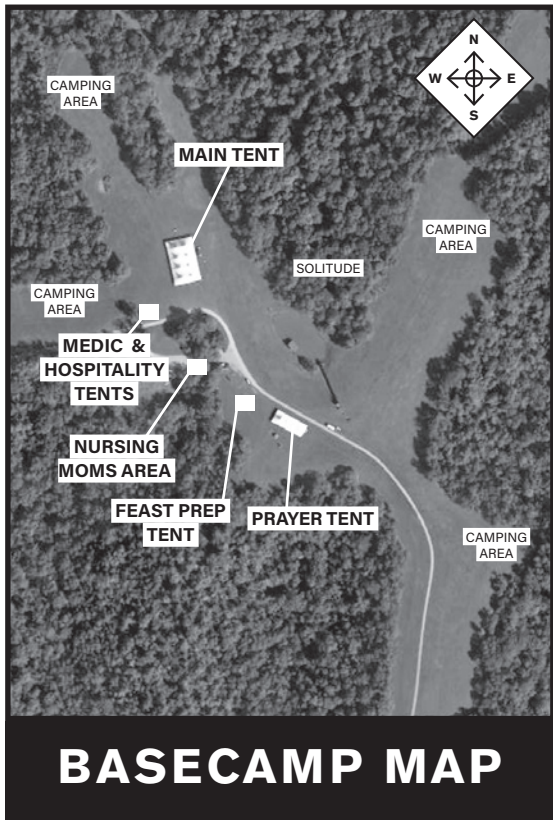 N
W E
S
CAMPING
AREA
MAIN TENT
CAMPING
AREA
SOLITUDE
CAMPING
AREA
MEDIC &
HOSPITALITY
TENTS
NURSING
MOMS AREA
FEAST PREP
TENT
PRAYER TENT
CAMPING
AREA
BASECAMP MAP